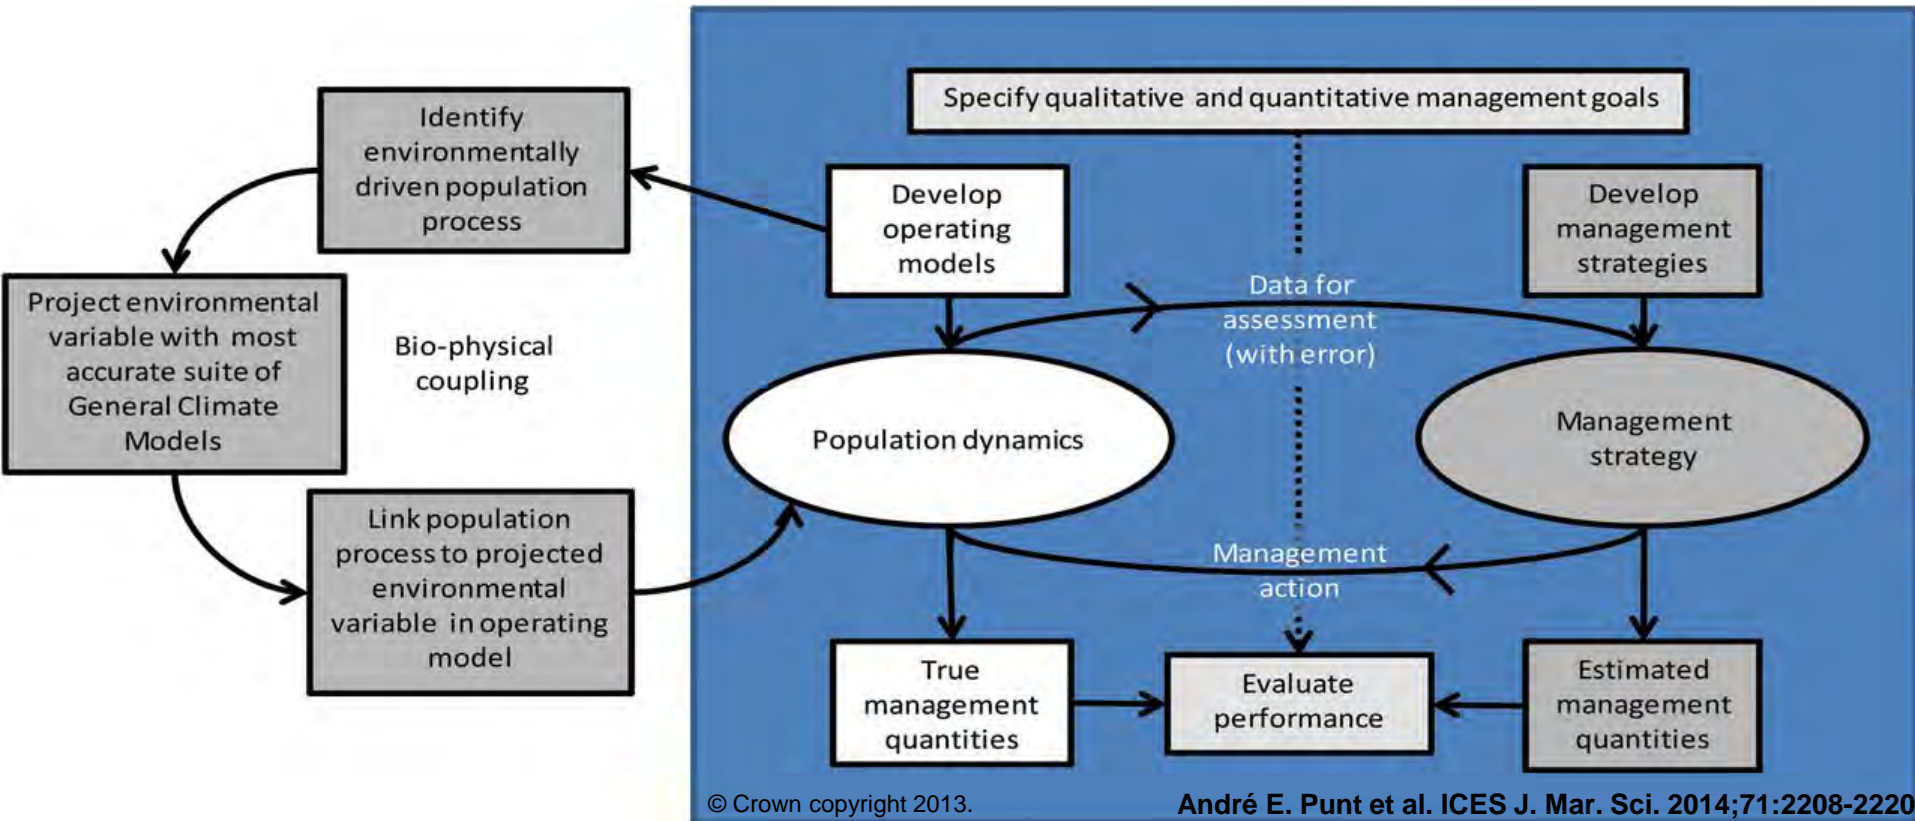 Specify qualitative and quantitative management goals
Identify
environmentally
driven population
process
Develop
operating
models
Develop
management
strategies
Project environmental
variable with most
accurate suite of
General Climate
Models
Bio-physical
coupling
Data for
assessment
(with error)
Population dynamics
Management
strategy
Link population
process to projected
environmental
variable in operating
model
Management
action
True
management
quantities
Evaluate
performance
Estimated
management
quantities
© Crown copyright 2013.
André E. Punt et al. ICES J. Mar. Sci. 2014;71:2208-2220